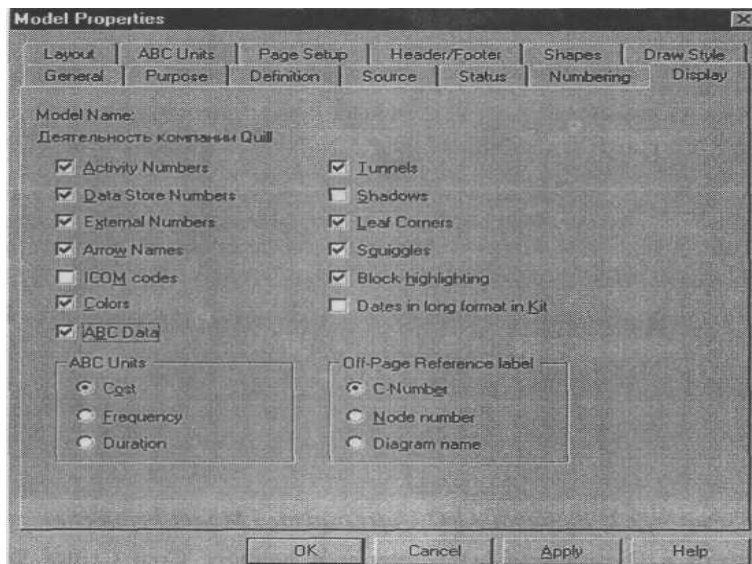 Model Properties
Layout ABC Units Page Setup Header/Footer Shapes Draw Style
General Purpose Definition Source Status Numbering Display
Model Name:
Деятельность компании Quill
Activity Numbers
Data Store Numbers
External Numbers
Arrow Names
ICOM codes
Colors
ABC Data
Tunnels
Shadows
Leaf Corners
Squiggles
Block highlighting
Dates in long format in Kit
ABC Units
Cost
Frequency
Duration
Off-Page Reference label
C-Number
Node number
Diagram name
OK Cancel Apply Help